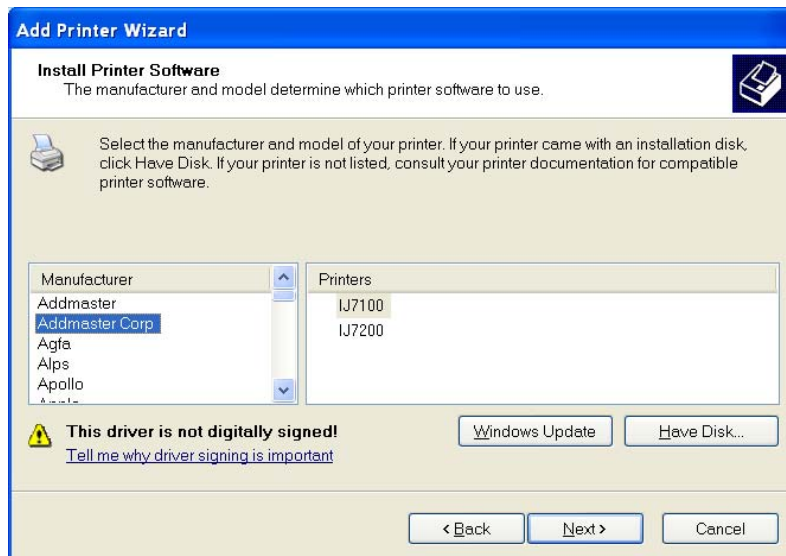 Add Printer Wizard
Install Printer Software
The manufacturer and model determine which printer software to use.
Select the manufacturer and model of your printer. If your printer came with an installation disk,
click Have Disk. If your printer is not listed, consult your printer documentation for compatible
printer software.
Manufacturer
Addmaster
Addmaster Corp
Agfa
Alps
Apollo
Printers
IJ7100
IJ7200
This driver is not digitally signed!
Tell me why driver signing is important
Windows Update
Have Disk...
< Back
Next >
Cancel